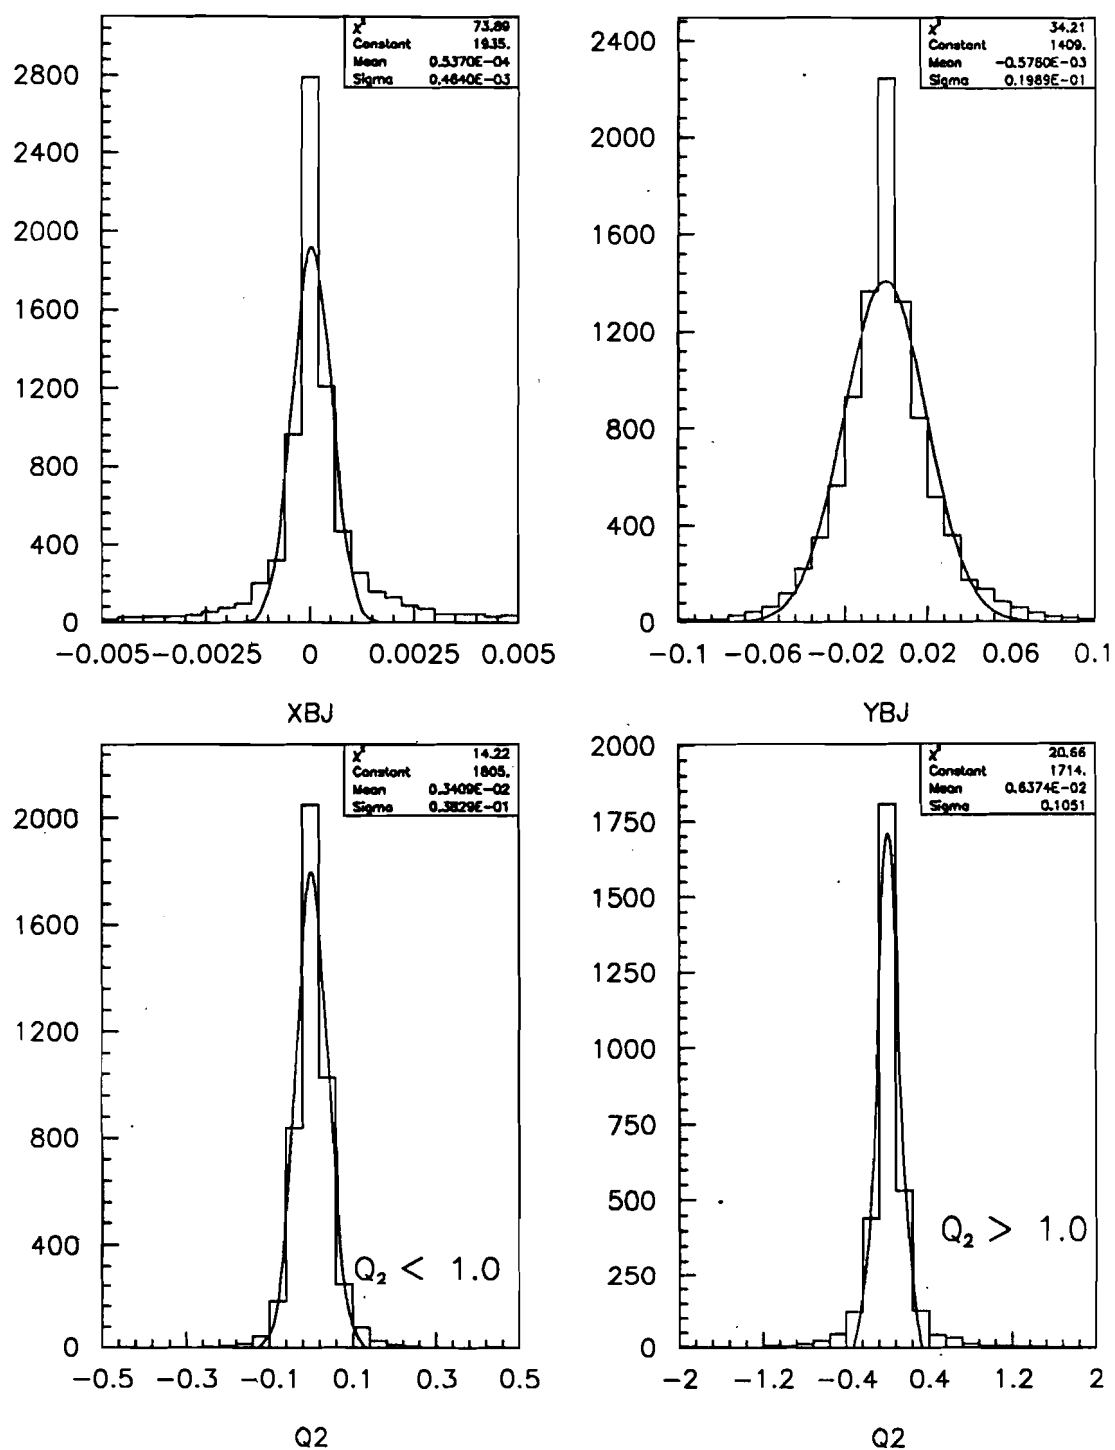 χ² 73.89
Constant 1935.
Mean 0.5370E-04
Sigma 0.4640E-03
2800
2400
2000
1600
1200
800
400
0
-0.005 -0.0025 0 0.0025 0.005
XBJ
χ² 34.21
Constant 1409.
Mean -0.5780E-03
Sigma 0.1989E-01
2400
2000
1600
1200
800
400
0
-0.1 -0.06 -0.02 0.02 0.06 0.1
YBJ
χ² 14.22
Constant 1805.
Mean 0.3409E-02
Sigma 0.3829E-01
2000
1600
1200
800
400
0
Q₂ < 1.0
-0.5 -0.3 -0.1 0.1 0.3 0.5
Q2
χ² 20.66
Constant 1714.
Mean 0.6374E-02
Sigma 0.1051
2000
1750
1500
1250
1000
750
500
250
0
Q₂ > 1.0
-2 -1.2 -0.4 0.4 1.2 2
Q2